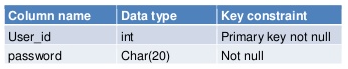 Column name Data type Key constraint
User_id int Primary key not null
password Char(20) Not null